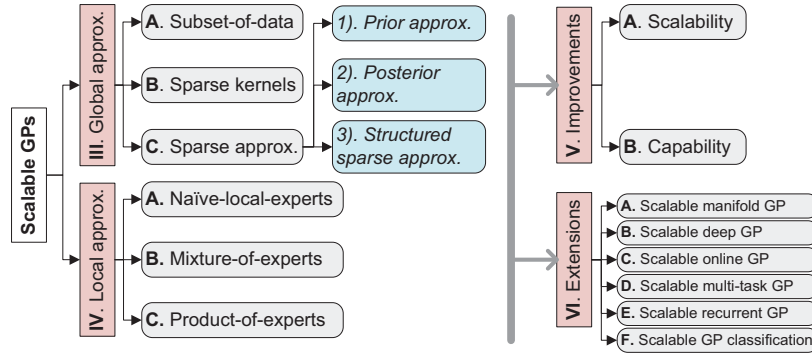 Scalable GPs
III. Global approx.
A. Subset-of-data
B. Sparse kernels
C. Sparse approx.
1). Prior approx.
2). Posterior
approx.
3). Structured
sparse approx.
IV. Local approx.
A. Naïve-local-experts
B. Mixture-of-experts
C. Product-of-experts
V. Improvements
A. Scalability
B. Capability
VI. Extensions
A. Scalable manifold GP
B. Scalable deep GP
C. Scalable online GP
D. Scalable multi-task GP
E. Scalable recurrent GP
F. Scalable GP classification